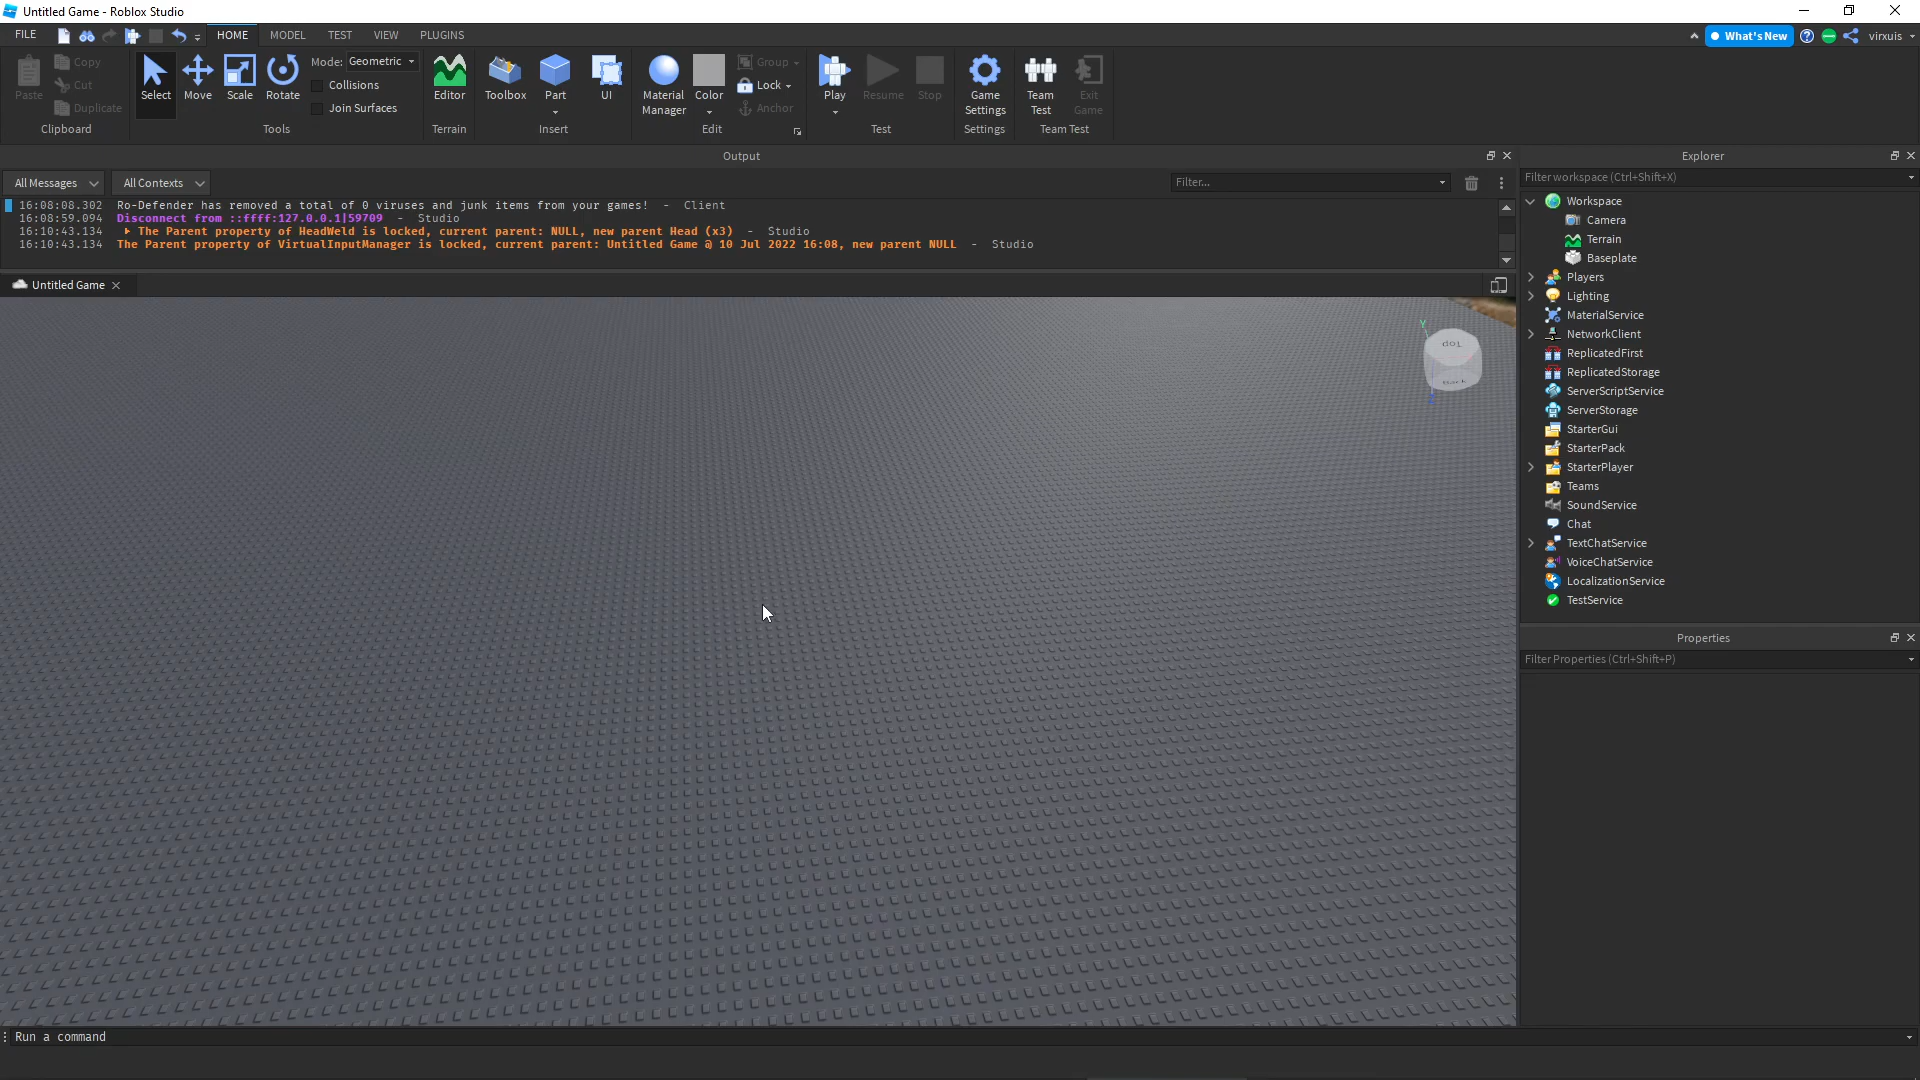 Untitled Game - Roblox Studio
FILE HOME MODEL TEST VIEW PLUGINS What's New virxuis
Paste Copy Cut Duplicate
Clipboard
Select Move Scale Rotate
Mode: Geometric
Collisions
Join Surfaces
Tools
Editor
Terrain
Toolbox Part UI
Insert
Material Manager Color Group Lock Anchor
Edit
Play Resume Stop
Test
Game Settings
Settings
Team Test Exit Game
Team Test
Output
All Messages All Contexts Filter...
16:08:08.302 Ro-Defender has removed a total of 0 viruses and junk items from your games! - Client
16:08:59.094 Disconnect from ::ffff:127.0.0.1|59709 - Studio
16:10:43.134 The Parent property of HeadWeld is locked, current parent: NULL, new parent Head (x3) - Studio
16:10:43.134 The Parent property of VirtualInputManager is locked, current parent: Untitled Game @ 10 Jul 2022 16:08, new parent NULL - Studio
Untitled Game
Y
Top
Back
Z
Explorer
Filter workspace (Ctrl+Shift+X)
Workspace
Camera
Terrain
Baseplate
Players
Lighting
MaterialService
NetworkClient
ReplicatedFirst
ReplicatedStorage
ServerScriptService
ServerStorage
StarterGui
StarterPack
StarterPlayer
Teams
SoundService
Chat
TextChatService
VoiceChatService
LocalizationService
TestService
Properties
Filter Properties (Ctrl+Shift+P)
Run a command